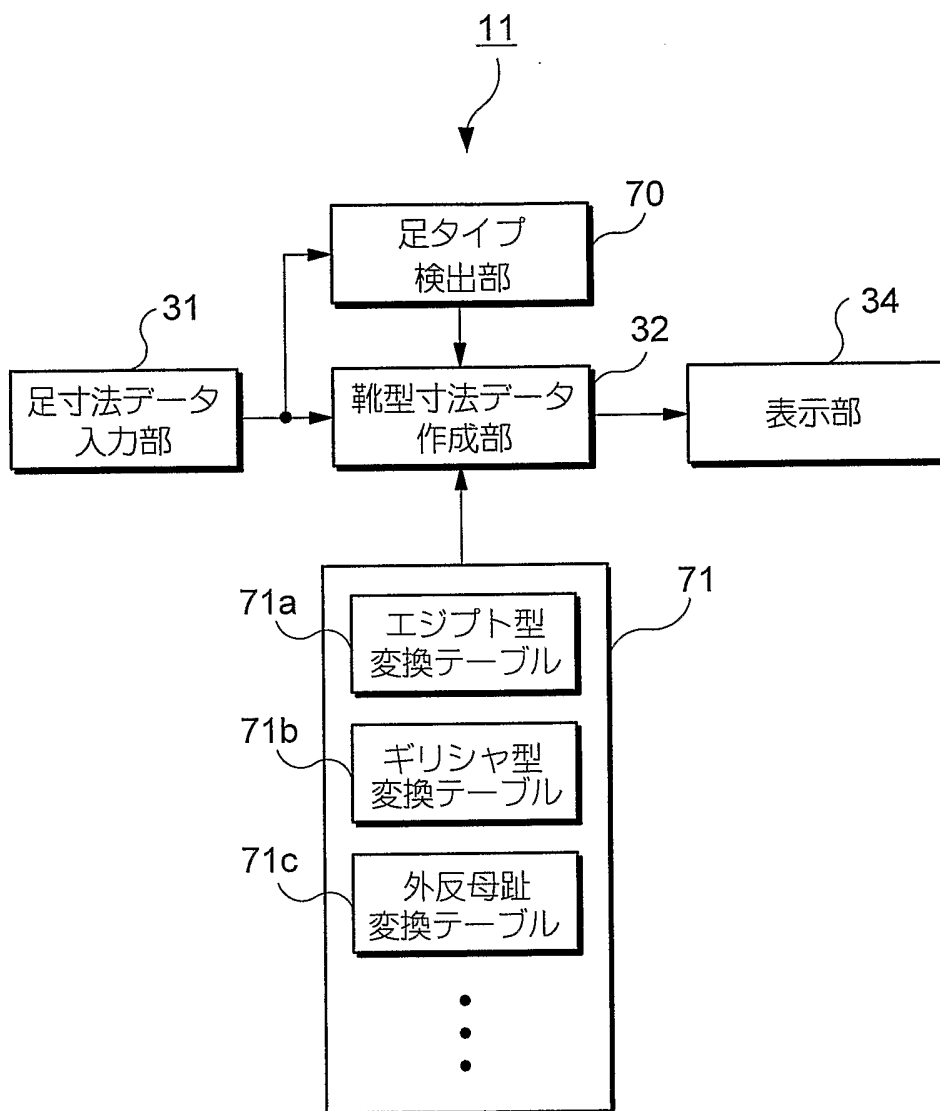 11
70
足タイプ
検出部
31
足寸法データ
入力部
32
靴型寸法データ
作成部
34
表示部
71
71a
エジプト型
変換テーブル
71b
ギリシャ型
変換テーブル
71c
外反母趾
変換テーブル